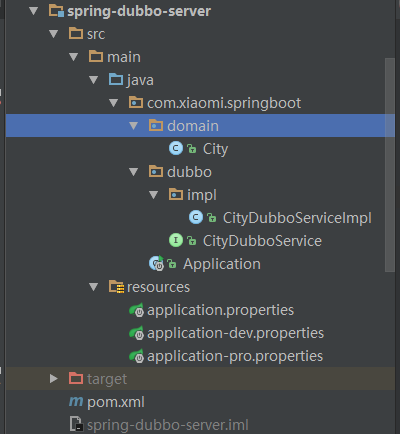 spring-dubbo-server
src
main
java
com.xiaomi.springboot
domain
C City
dubbo
impl
C CityDubboServiceImpl
I CityDubboService
C Application
resources
application.properties
application-dev.properties
application-pro.properties
target
m pom.xml
spring-dubbo-server.iml